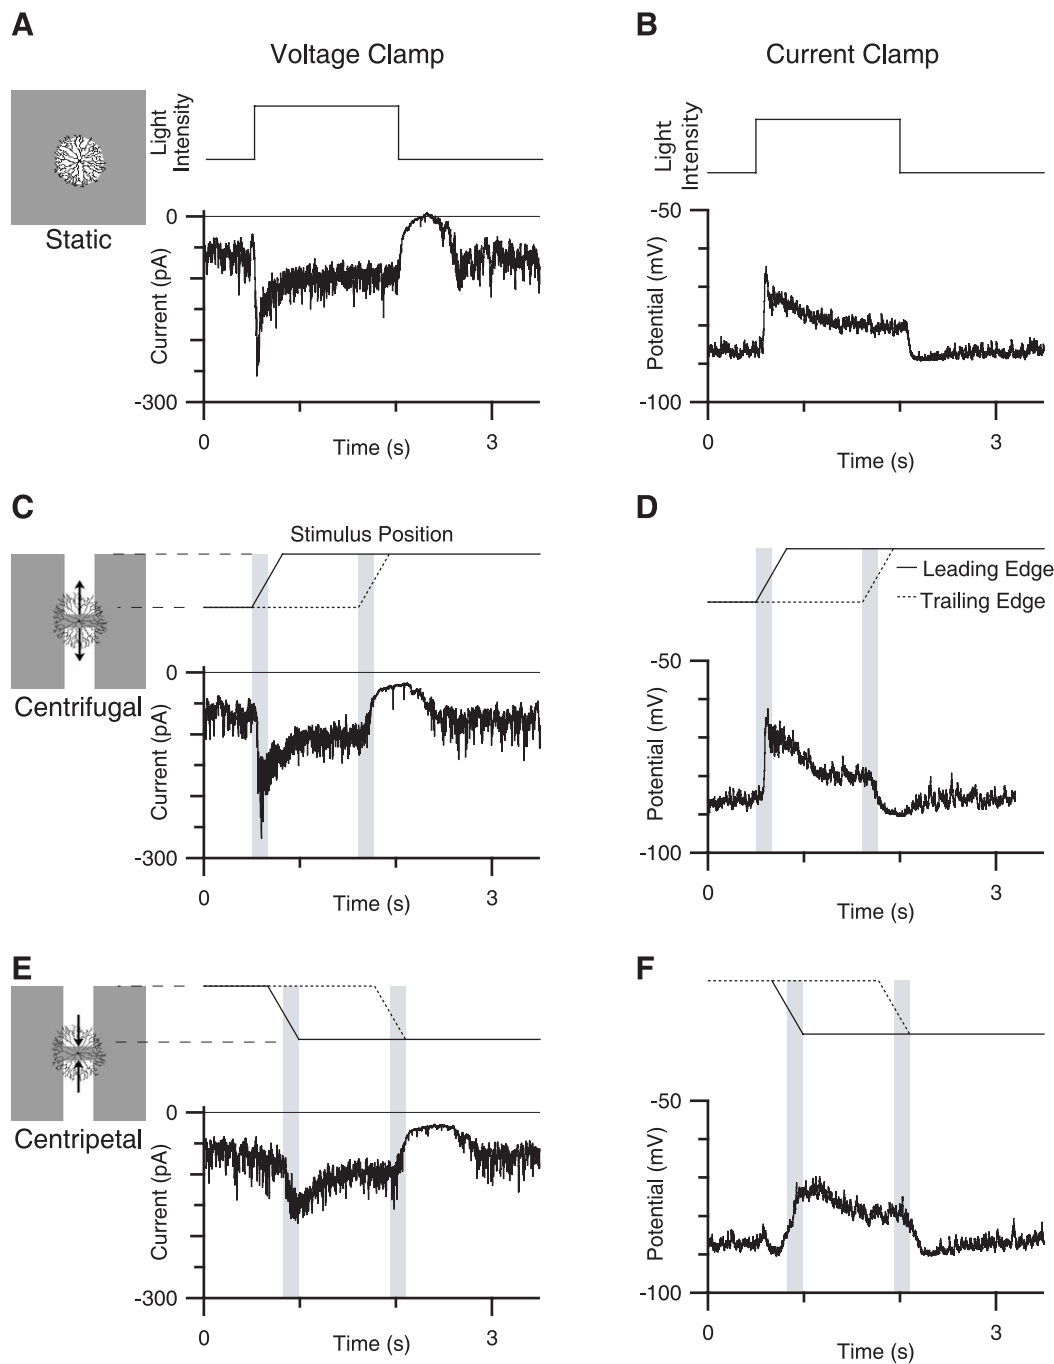 A
Voltage Clamp
Light
Intensity
Static
0
Current (pA)
-300
0
3
Time (s)
B
Current Clamp
Light
Intensity
-50
Potential (mV)
-100
0
3
Time (s)
C
Stimulus Position
Centrifugal
0
Current (pA)
-300
0
3
Time (s)
D
Leading Edge
Trailing Edge
-50
Potential (mV)
-100
0
3
Time (s)
E
Centripetal
0
Current (pA)
-300
0
3
Time (s)
F
-50
Potential (mV)
-100
0
3
Time (s)